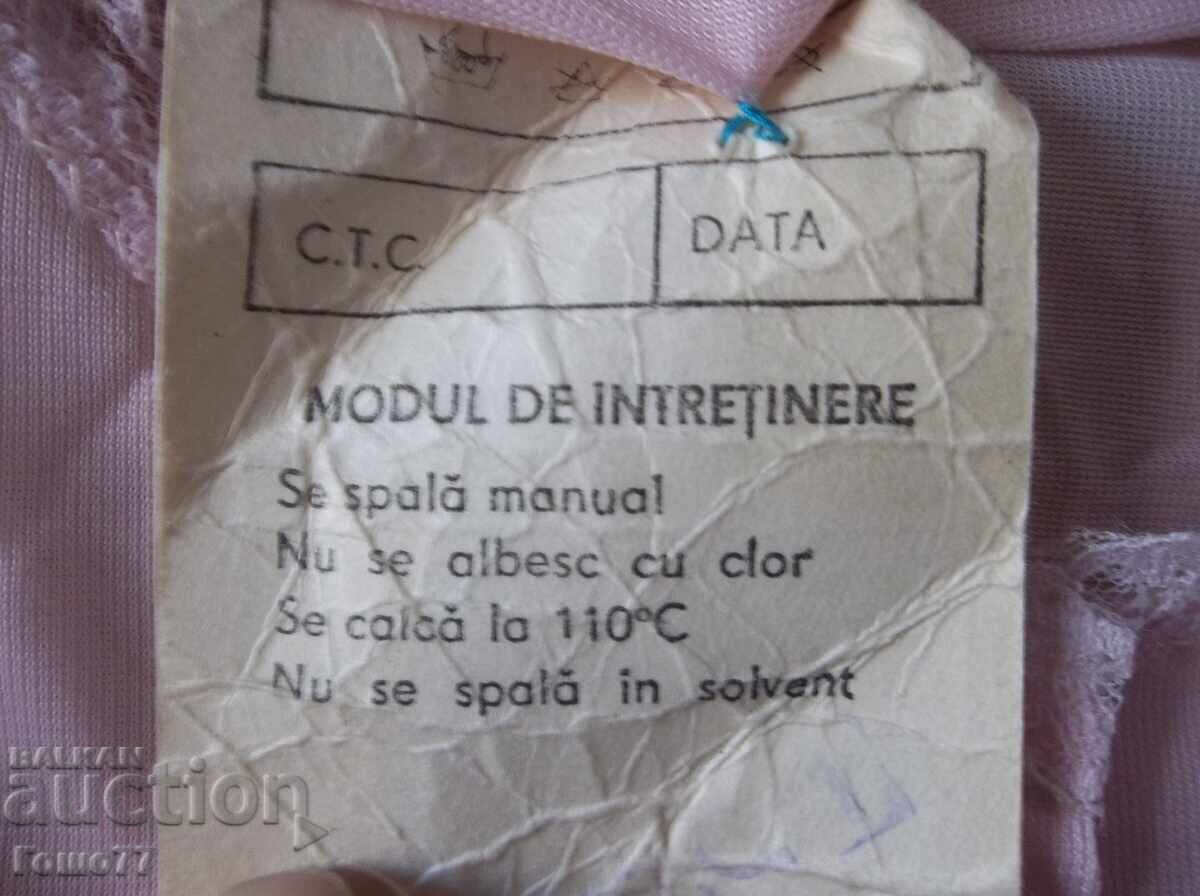 C.T.C. DATA
MODUL DE ÎNTREȚINERE
Se spală manual
Nu se albesc cu clor
Se calcă la 110°C
Nu se spală în solvent
BALKAN
auction
Гошо77